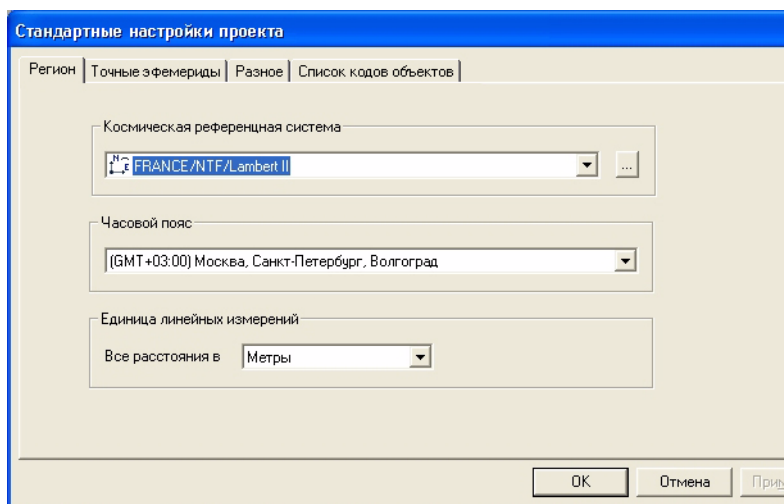 Стандартные настройки проекта
Регион Точные эфемериды Разное Список кодов объектов
Космическая референцная система
FRANCE/NTF/Lambert II
...
Часовой пояс
(GMT+03:00) Москва, Санкт-Петербург, Волгоград
Единица линейных измерений
Все расстояния в Метры
OK Отмена